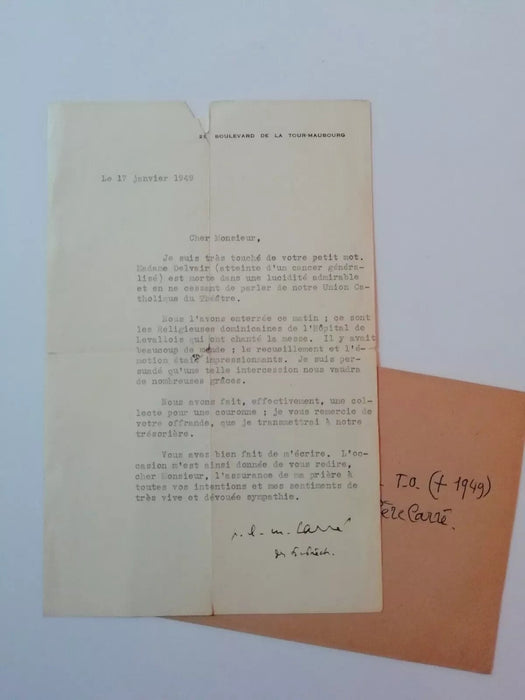 BOULEVARD DE LA TOUR-MAUBOURG
Le 17 janvier 1949
Cher Monsieur,
Je suis très touché de votre petit mot.
Madame Delvair (atteinte d'un cancer généra-
lisé) est morte dans une lucidité admirable
et en ne cessant de parler de notre Union Ca-
tholique du Théâtre.
Nous l'avons enterrée ce matin ; ce sont
les Religieuses dominicaines de l'Hôpital de
Levallois qui ont chanté la messe. Il y avait
beaucoup de monde ; le recueillement et l'é-
motion était impressionnants. Je suis per-
suadé qu'une telle intercession nous vaudra
de nombreuses grâces.
Nous avons fait, effectivement, une col-
lecte pour une couronne ; je vous remercie de
votre offrande, que je transmettrai à notre
trésorière.
Vous avez bien fait de m'écrire. L'oc-
casion m'est ainsi donnée de vous redire,
cher Monsieur, l'assurance de ma prière à
toutes vos intentions et mes sentiments de
très vive et dévouée sympathie.
Carré
T.O. († 1949)
Carré.